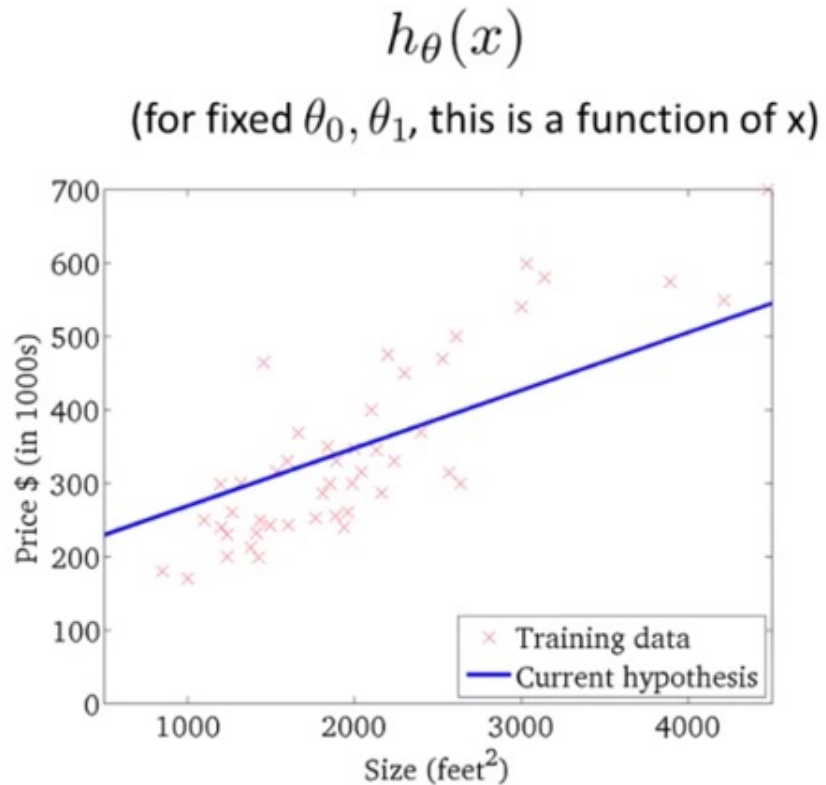 h_θ(x)
(for fixed θ₀, θ₁, this is a function of x)
700
600
500
400
300
200
100
0
Price $ (in 1000s)
1000 2000 3000 4000
Size (feet²)
Training data
Current hypothesis